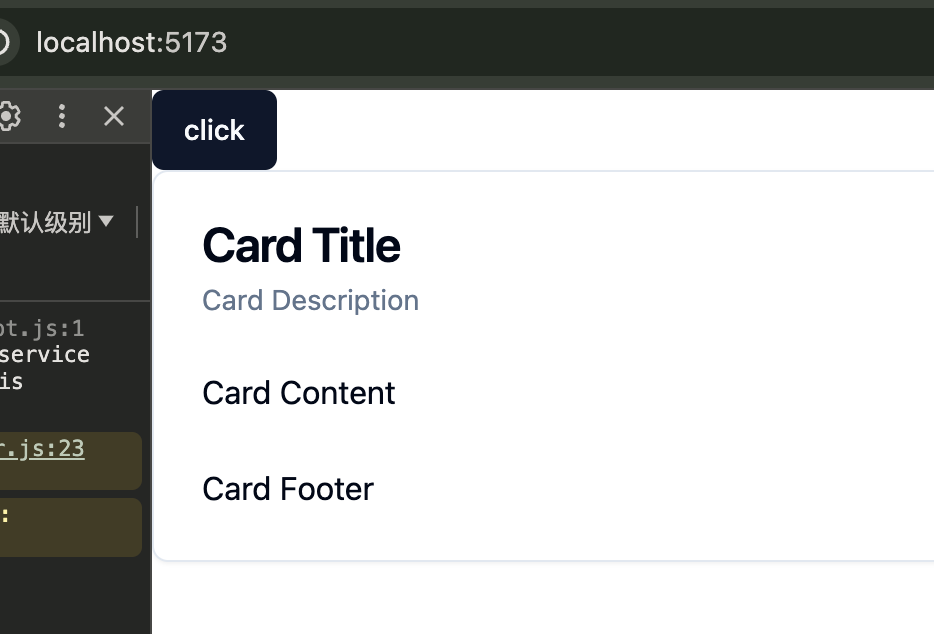 localhost:5173
click
默认级别
Card Title
Card Description
Card Content
Card Footer
t.js:1
service
is
.js:23
: